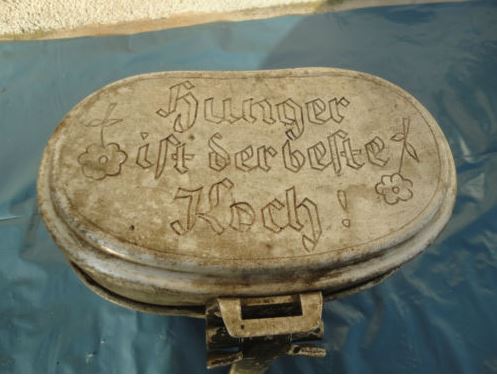 Hunger
ist der beste
Koch!